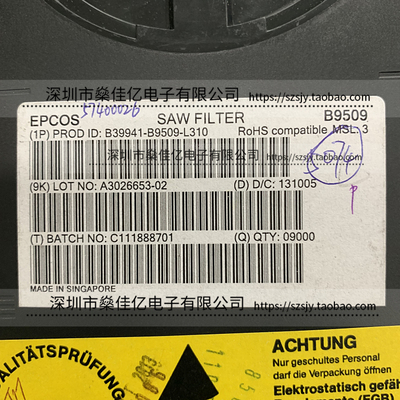 深圳市燊佳亿电子有限公司 https://szsjy.taobao.com
57400026
EPCOS SAW FILTER B9509
(1P) PROD ID: B39941-B9509-L310 RoHS compatible MSL: 3
深圳市燊佳亿电子有限公司 https://szsjy.taobao.com
(9K) LOT NO: A3026653-02 (D) D/C: 131005
(T) BATCH NO: C111888701 (Q) QTY: 09000
MADE IN SINGAPORE
深圳市燊佳亿电子有限公司 https://szsjy.taobao.com
ALITÄTSPRÜFUNG
ACHTUNG
Nur geschultes Personal
darf die Verpackung öffnen
Elektrostatisch gefäh
(EGB)